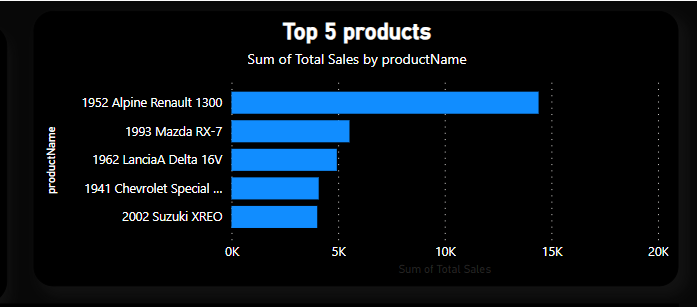 Top 5 products
Sum of Total Sales by productName
productName
1952 Alpine Renault 1300
1993 Mazda RX-7
1962 LanciaA Delta 16V
1941 Chevrolet Special ...
2002 Suzuki XREO
0K 5K 10K 15K 20K
Sum of Total Sales